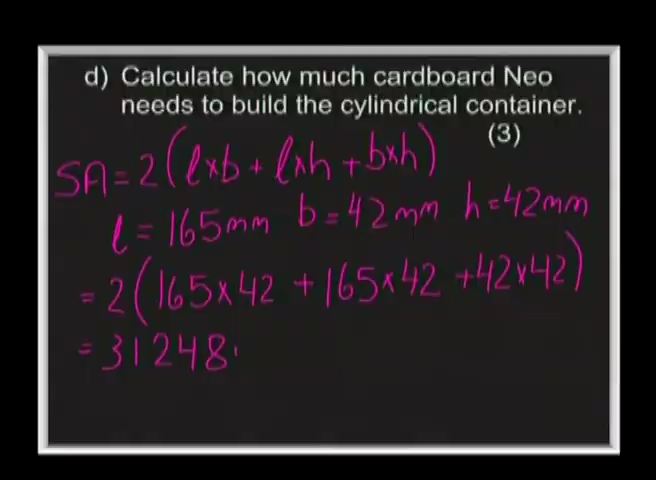 d) Calculate how much cardboard Neo
needs to build the cylindrical container.
(3)
SA = 2(l×b + l×h + b×h)
l = 165mm b = 42mm h = 42mm
= 2(165×42 + 165×42 + 42×42)
= 31248